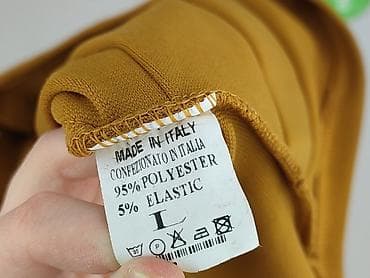 MADE IN ITALY
CONFEZIONATO IN ITALIA
95% POLYESTER
5% ELASTIC
L